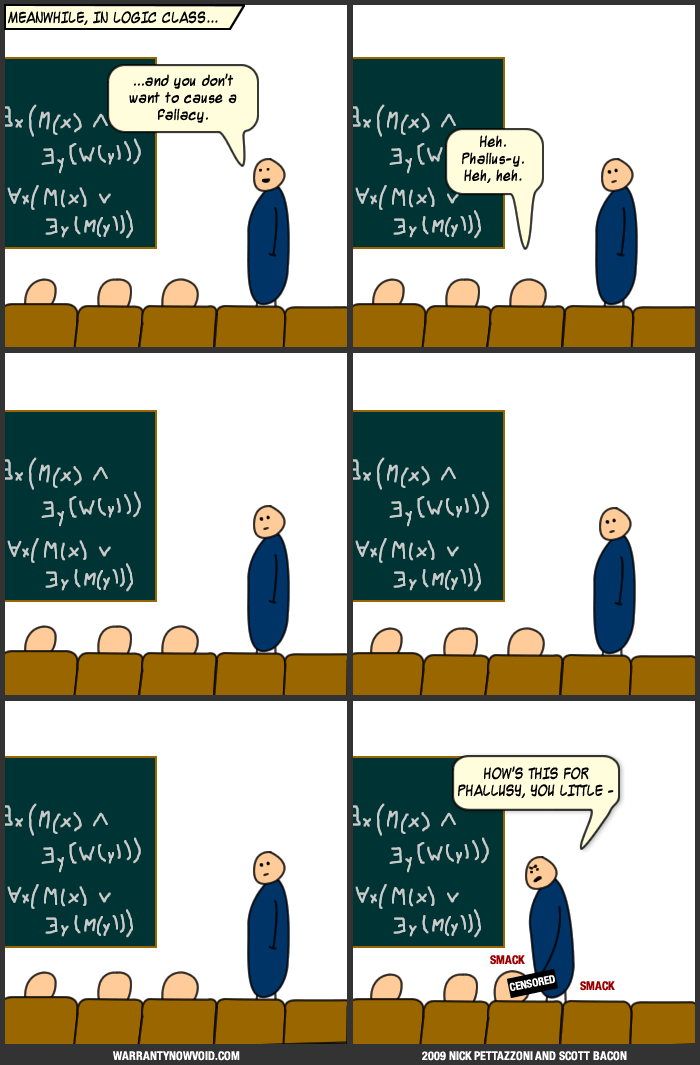 MEANWHILE, IN LOGIC CLASS...
...and you don't
want to cause a
fallacy.
∃x(M(x) ∧
∃y[W(y)))
∀x(M(x) ∨
∃y(M(y)))
Heh.
Phallus-y.
Heh, heh.
∃x(M(x) ∧
∃y[W
∀x(M(x) ∨
∃y(M(y)))
∃x(M(x) ∧
∃y[W(y)))
∀x(M(x) ∨
∃y(M(y)))
∃x(M(x) ∧
∃y[W(y)))
∀x(M(x) ∨
∃y(M(y)))
∃x(M(x) ∧
∃y[W(y)))
∀x(M(x) ∨
∃y(M(y)))
HOW'S THIS FOR
PHALLUSY, YOU LITTLE -
∃x(M(x) ∧
∃y[W(y)))
∀x(M(x) ∨
∃y(M(y)))
SMACK
CENSORED
SMACK
WARRANTYNOWVOID.COM
2009 NICK PETTAZZONI AND SCOTT BACON